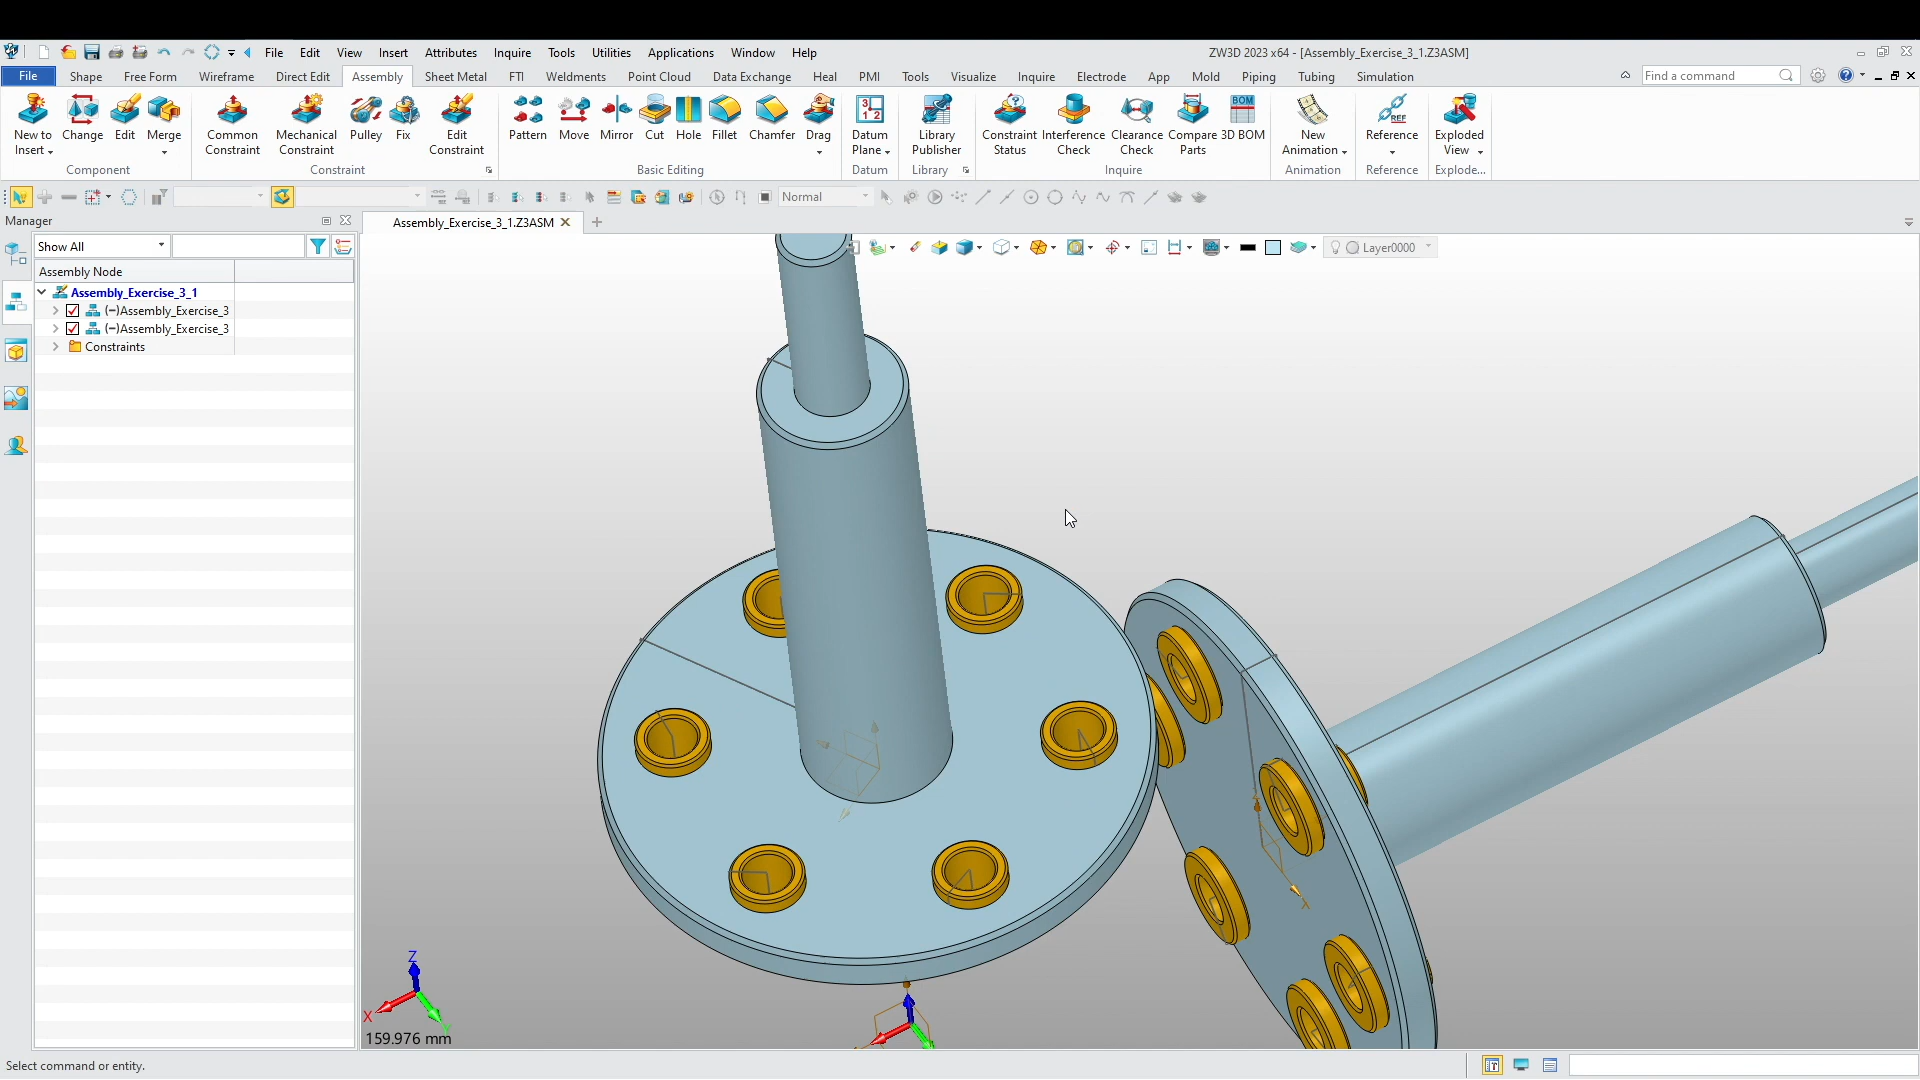 File Edit View Insert Attributes Inquire Tools Utilities Applications Window Help ZW3D 2023 x64 - [Assembly_Exercise_3_1.Z3ASM]
File Shape Free Form Wireframe Direct Edit Assembly Sheet Metal FTI Weldments Point Cloud Data Exchange Heal PMI Tools Visualize Inquire Electrode App Mold Piping Tubing Simulation Find a command
New to Insert Change Edit Merge Common Constraint Mechanical Constraint Pulley Fix Edit Constraint Pattern Move Mirror Cut Hole Fillet Chamfer Drag Datum Plane Library Publisher Constraint Status Interference Check Clearance Check Compare Parts 3D BOM New Animation Reference Exploded View
Component Constraint Basic Editing Datum Library Inquire Animation Reference Explode...
Normal
Manager
Assembly_Exercise_3_1.Z3ASM
Show All
Layer0000
Assembly Node
Assembly_Exercise_3_1
(-)Assembly_Exercise_3
(-)Assembly_Exercise_3
Constraints
Z
X
Y
159.976 mm
Select command or entity.